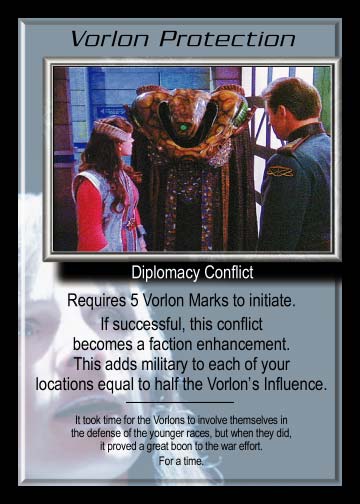 Vorlon Protection
Diplomacy Conflict
Requires 5 Vorlon Marks to initiate.
If successful, this conflict
becomes a faction enhancement.
This adds military to each of your
locations equal to half the Vorlon's Influence.
It took time for the Vorlons to involve themselves in
the defense of the younger races, but when they did,
it proved a great boon to the war effort.
For a time.